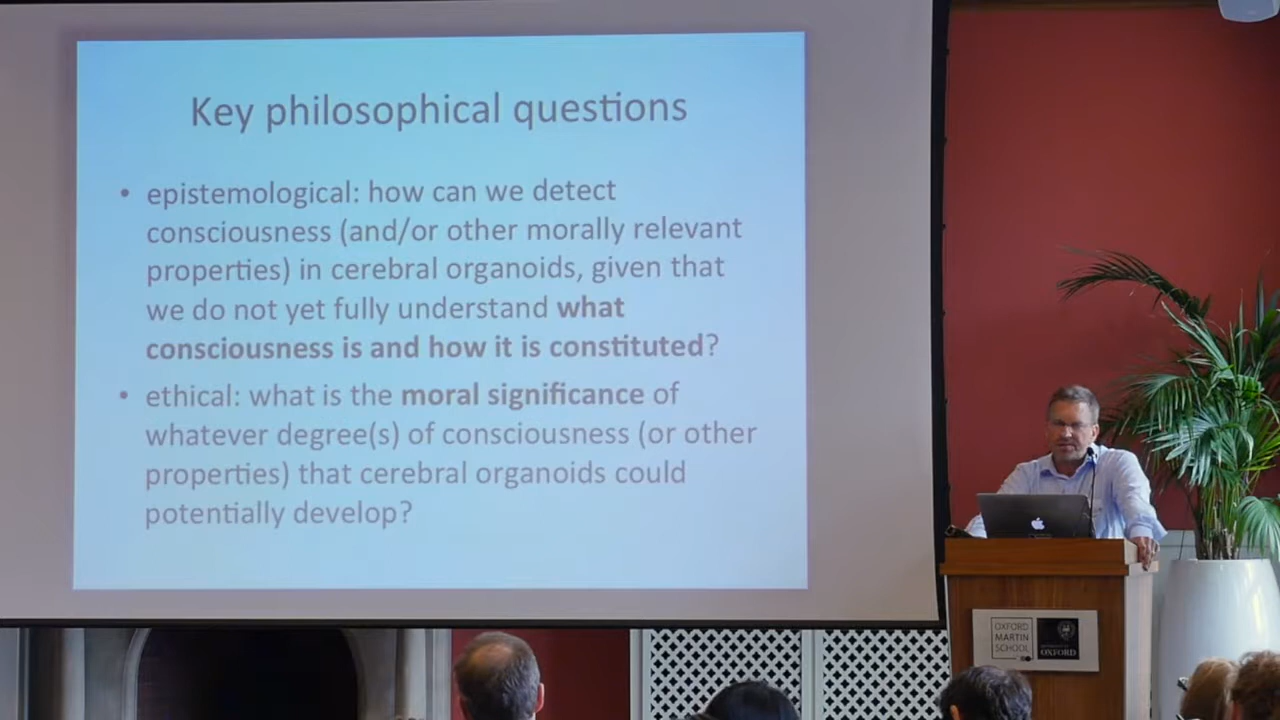 Key philosophical questions
• epistemological: how can we detect
consciousness (and/or other morally relevant
properties) in cerebral organoids, given that
we do not yet fully understand what
consciousness is and how it is constituted?
• ethical: what is the moral significance of
whatever degree(s) of consciousness (or other
properties) that cerebral organoids could
potentially develop?
OXFORD
MARTIN
SCHOOL
OXFORD